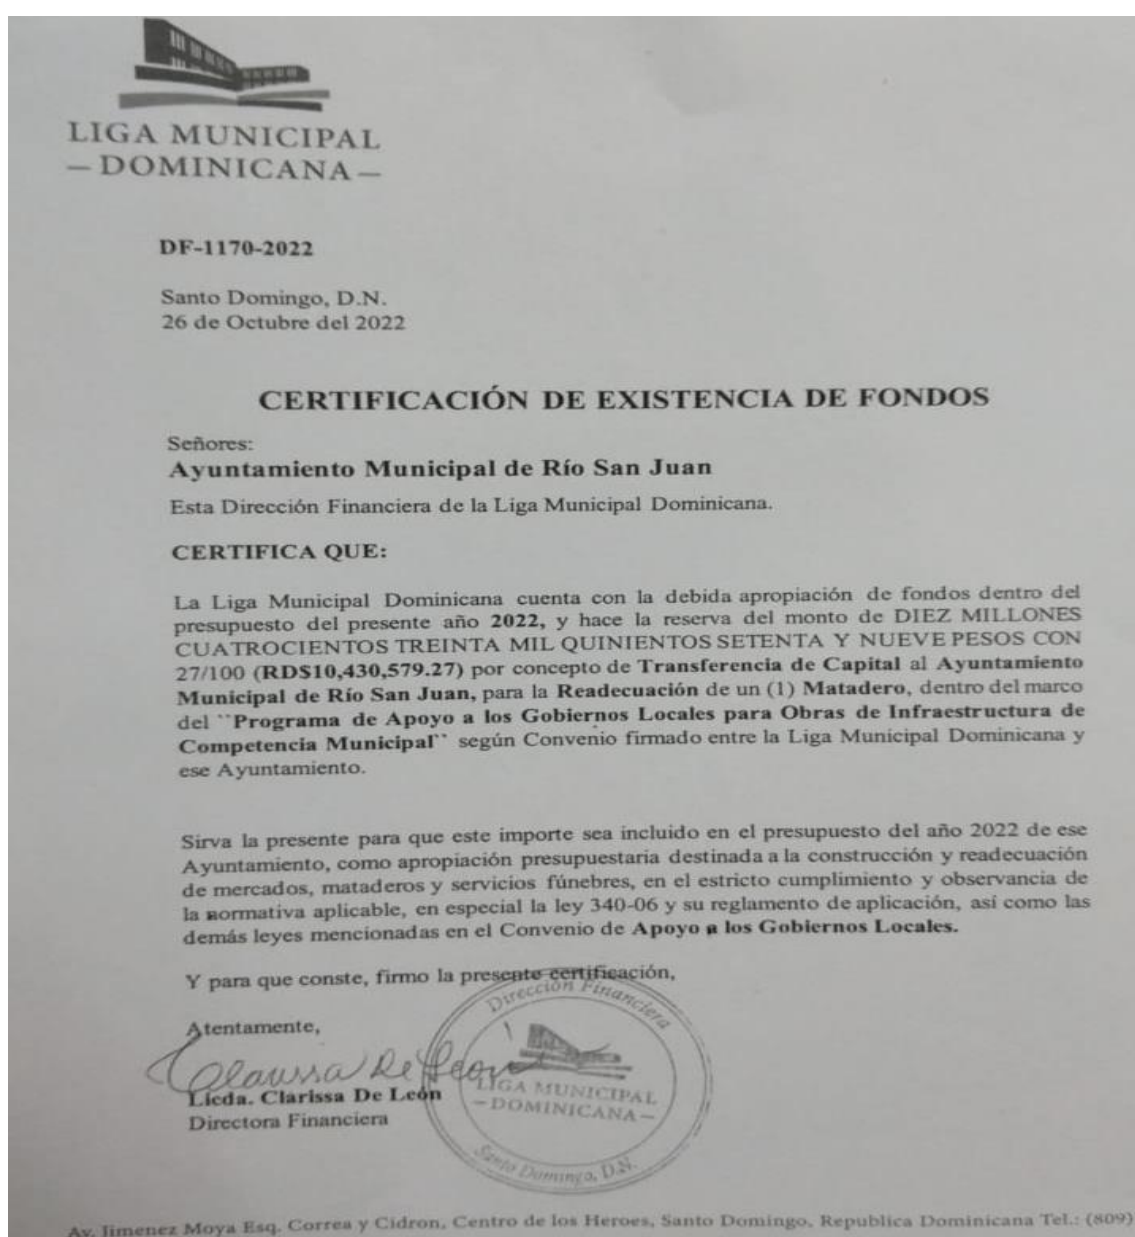 LIGA MUNICIPAL
— DOMINICANA —
DF-1170-2022
Santo Domingo, D.N.
26 de Octubre del 2022
CERTIFICACIÓN DE EXISTENCIA DE FONDOS
Señores:
Ayuntamiento Municipal de Río San Juan
Esta Dirección Financiera de la Liga Municipal Dominicana.
CERTIFICA QUE:
La Liga Municipal Dominicana cuenta con la debida apropiación de fondos dentro del
presupuesto del presente año 2022, y hace la reserva del monto de DIEZ MILLONES
CUATROCIENTOS TREINTA MIL QUINIENTOS SETENTA Y NUEVE PESOS CON
27/100 (RD$10,430,579.27) por concepto de Transferencia de Capital al Ayuntamiento
Municipal de Río San Juan, para la Readecuación de un (1) Matadero, dentro del marco
del ``Programa de Apoyo a los Gobiernos Locales para Obras de Infraestructura de
Competencia Municipal`` según Convenio firmado entre la Liga Municipal Dominicana y
ese Ayuntamiento.
Sirva la presente para que este importe sea incluido en el presupuesto del año 2022 de ese
Ayuntamiento, como apropiación presupuestaria destinada a la construcción y readecuación
de mercados, mataderos y servicios fúnebres, en el estricto cumplimiento y observancia de
la normativa aplicable, en especial la ley 340-06 y su reglamento de aplicación, así como las
demás leyes mencionadas en el Convenio de Apoyo a los Gobiernos Locales.
Y para que conste, firmo la presente certificación,
Dirección Financiera
Atentamente,
Clarissa De León
LIGA MUNICIPAL
— DOMINICANA —
Licda. Clarissa De León
Directora Financiera
Santo Domingo, D.N.
Av. Jimenez Moya Esq. Correa y Cidron, Centro de los Heroes, Santo Domingo, Republica Dominicana Tel.: (809)